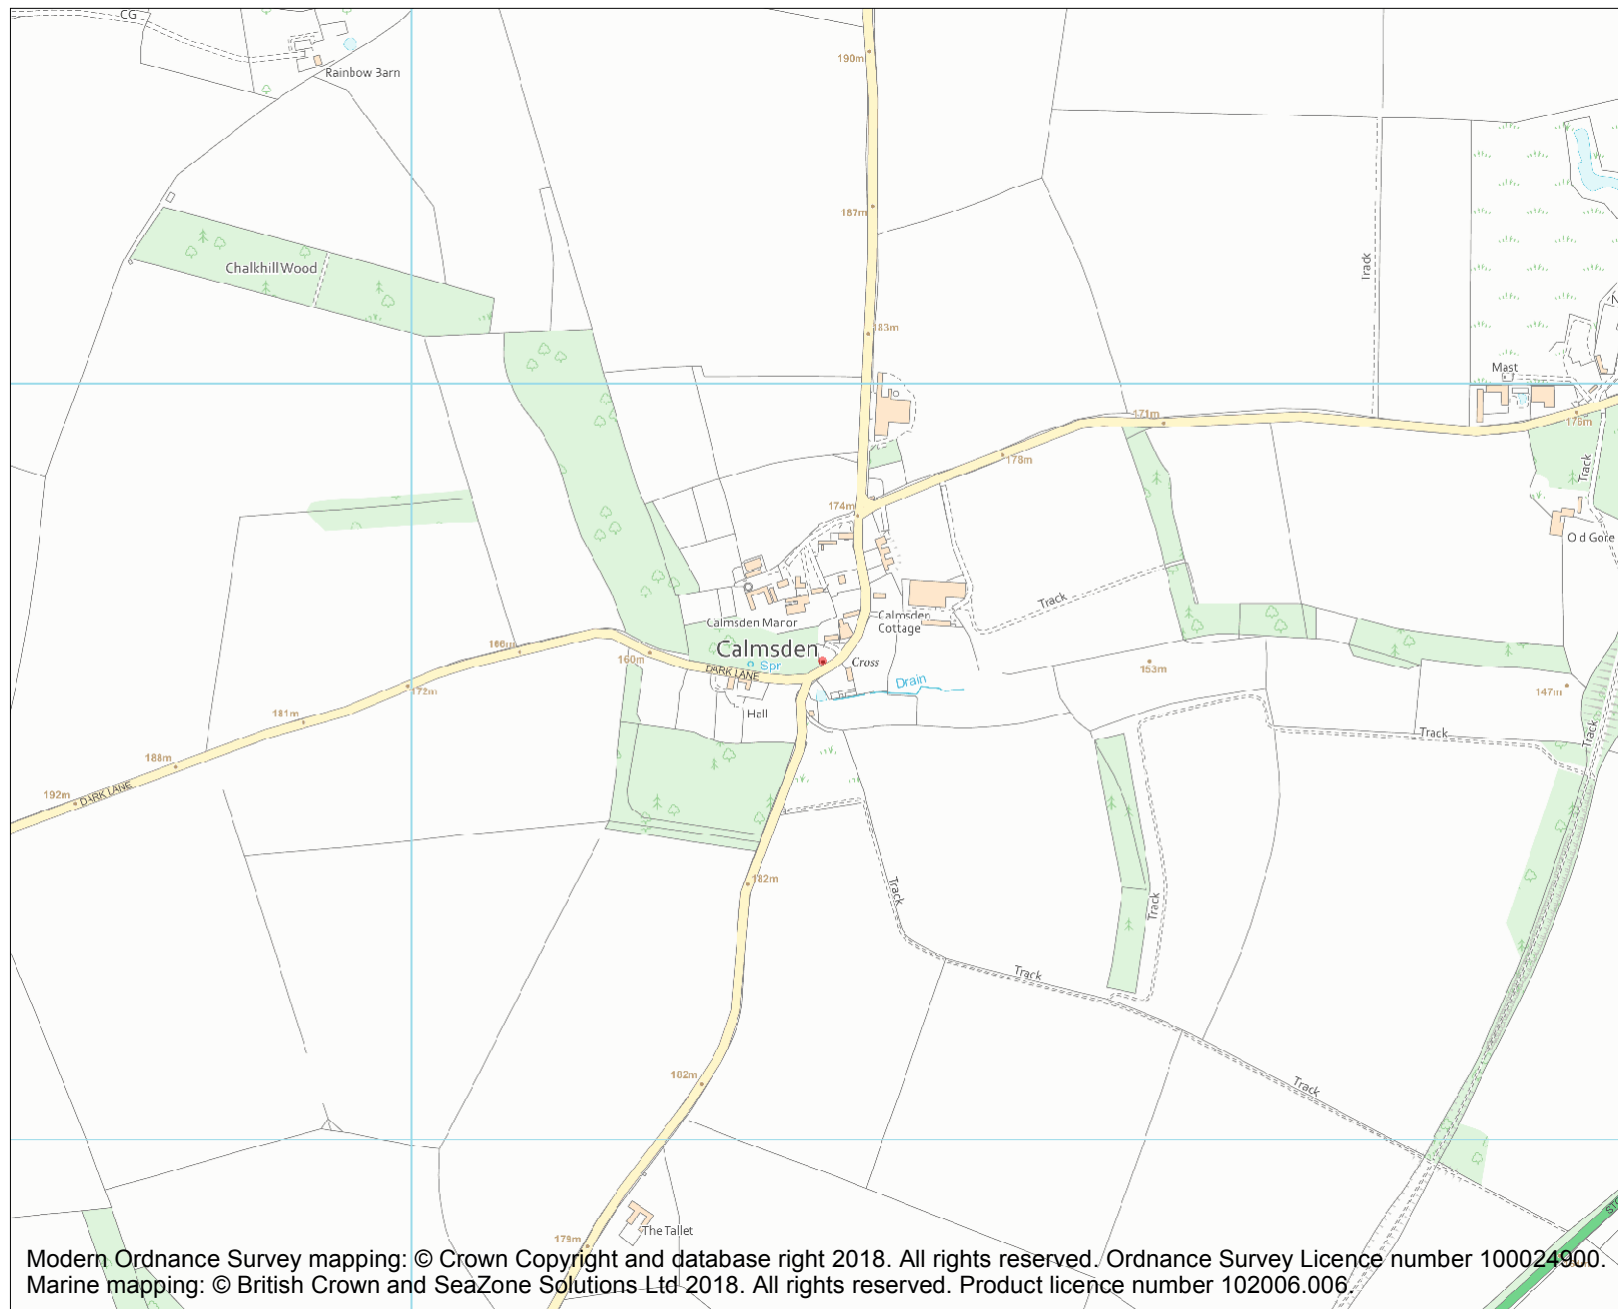 CG
Rainbow 3arn
190m
187m
Track
Chalkhill Wood
183m
Mast
171m
176m
178m
Track
174m
O d Gore
Track
Calmsden Manor
Calmsden
Cottage
Calmsden
166m
160m
Spr
Cross
DARK LANE
153m
Drain
172m
147m
181m
Hall
Track
Track
188m
192m
DARK LANE
182m
Track
Track
Track
Track
The Tallet
179m
Modern Ordnance Survey mapping: © Crown Copyright and database right 2018. All rights reserved. Ordnance Survey Licence number 100024900.
Marine mapping: © British Crown and SeaZone Solutions Ltd 2018. All rights reserved. Product licence number 102006.006.